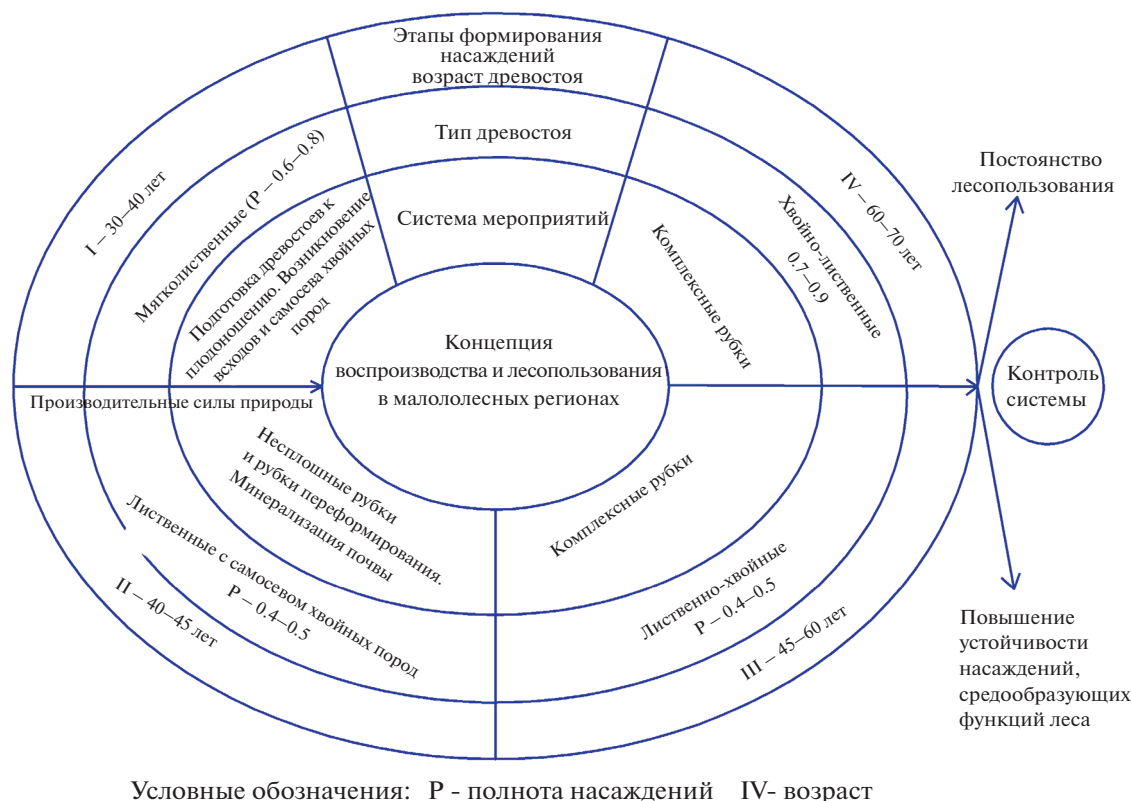 Этапы формирования
насаждений
возраст древостоя
Тип древостоя
Система мероприятий
Концепция
воспроизводства и лесопользования
в малололесных регионах
I – 30–40 лет
Мягколиственные (Р – 0.6–0.8)
Подготовка древостоев к
плодоношению. Возникновение
всходов и самосева хвойных
пород
Производительные силы природы
Несплошные рубки
и рубки переформирования.
Минерализация почвы
Лиственные с самосевом хвойных пород
Р – 0.4–0.5
II – 40–45 лет
Комплексные рубки
Лиственно-хвойные
Р – 0.4–0.5
III – 45–60 лет
Комплексные рубки
Хвойно-лиственные
0.7–0.9
IV – 60–70 лет
Постоянство
лесопользования
Контроль
системы
Повышение
устойчивости
насаждений,
средообразующих
функций леса
Условные обозначения: Р - полнота насаждений IV- возраст